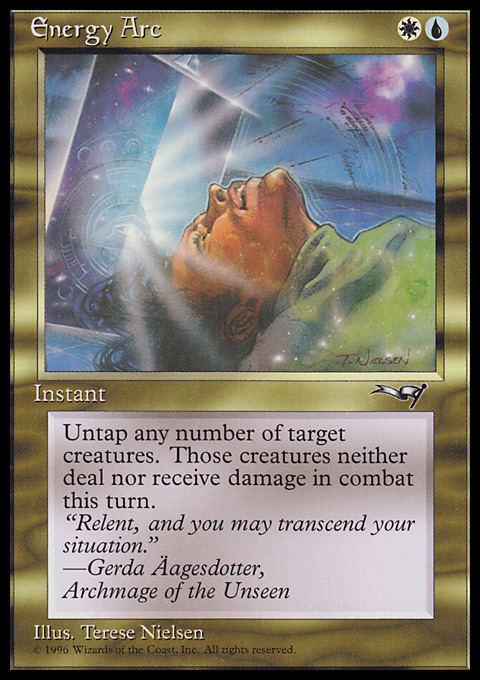 Energy Arc
T. NIELSEN
Instant
Untap any number of target
creatures. Those creatures neither
deal nor receive damage in combat
this turn.
“Relent, and you may transcend your
situation.”
—Gerda Äagesdotter,
Archmage of the Unseen
Illus. Terese Nielsen
© 1996 Wizards of the Coast, Inc. All rights reserved.